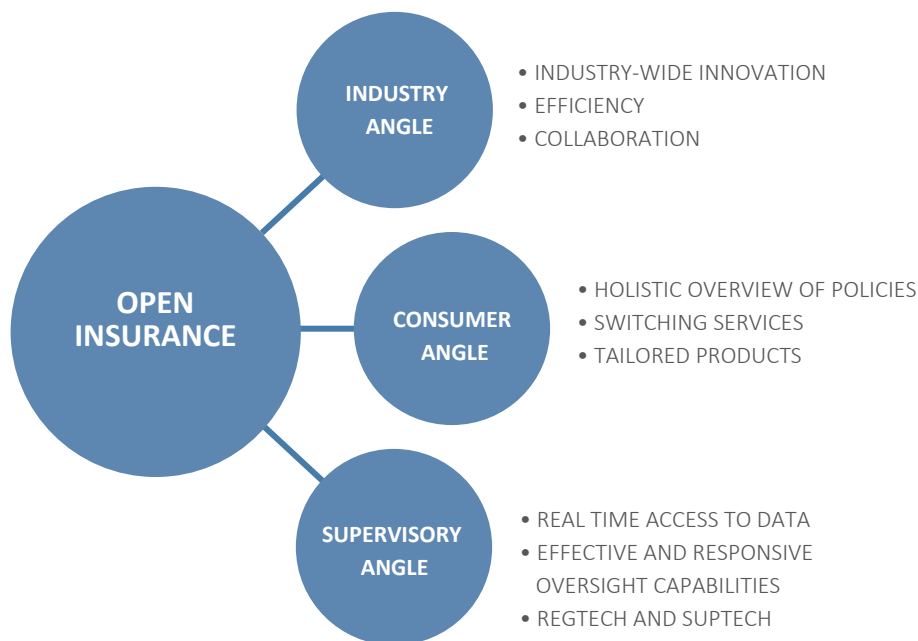 INDUSTRY
ANGLE
• INDUSTRY-WIDE INNOVATION
• EFFICIENCY
• COLLABORATION
OPEN
INSURANCE
CONSUMER
ANGLE
• HOLISTIC OVERVIEW OF POLICIES
• SWITCHING SERVICES
• TAILORED PRODUCTS
SUPERVISORY
ANGLE
• REAL TIME ACCESS TO DATA
• EFFECTIVE AND RESPONSIVE
OVERSIGHT CAPABILITIES
• REGTECH AND SUPTECH